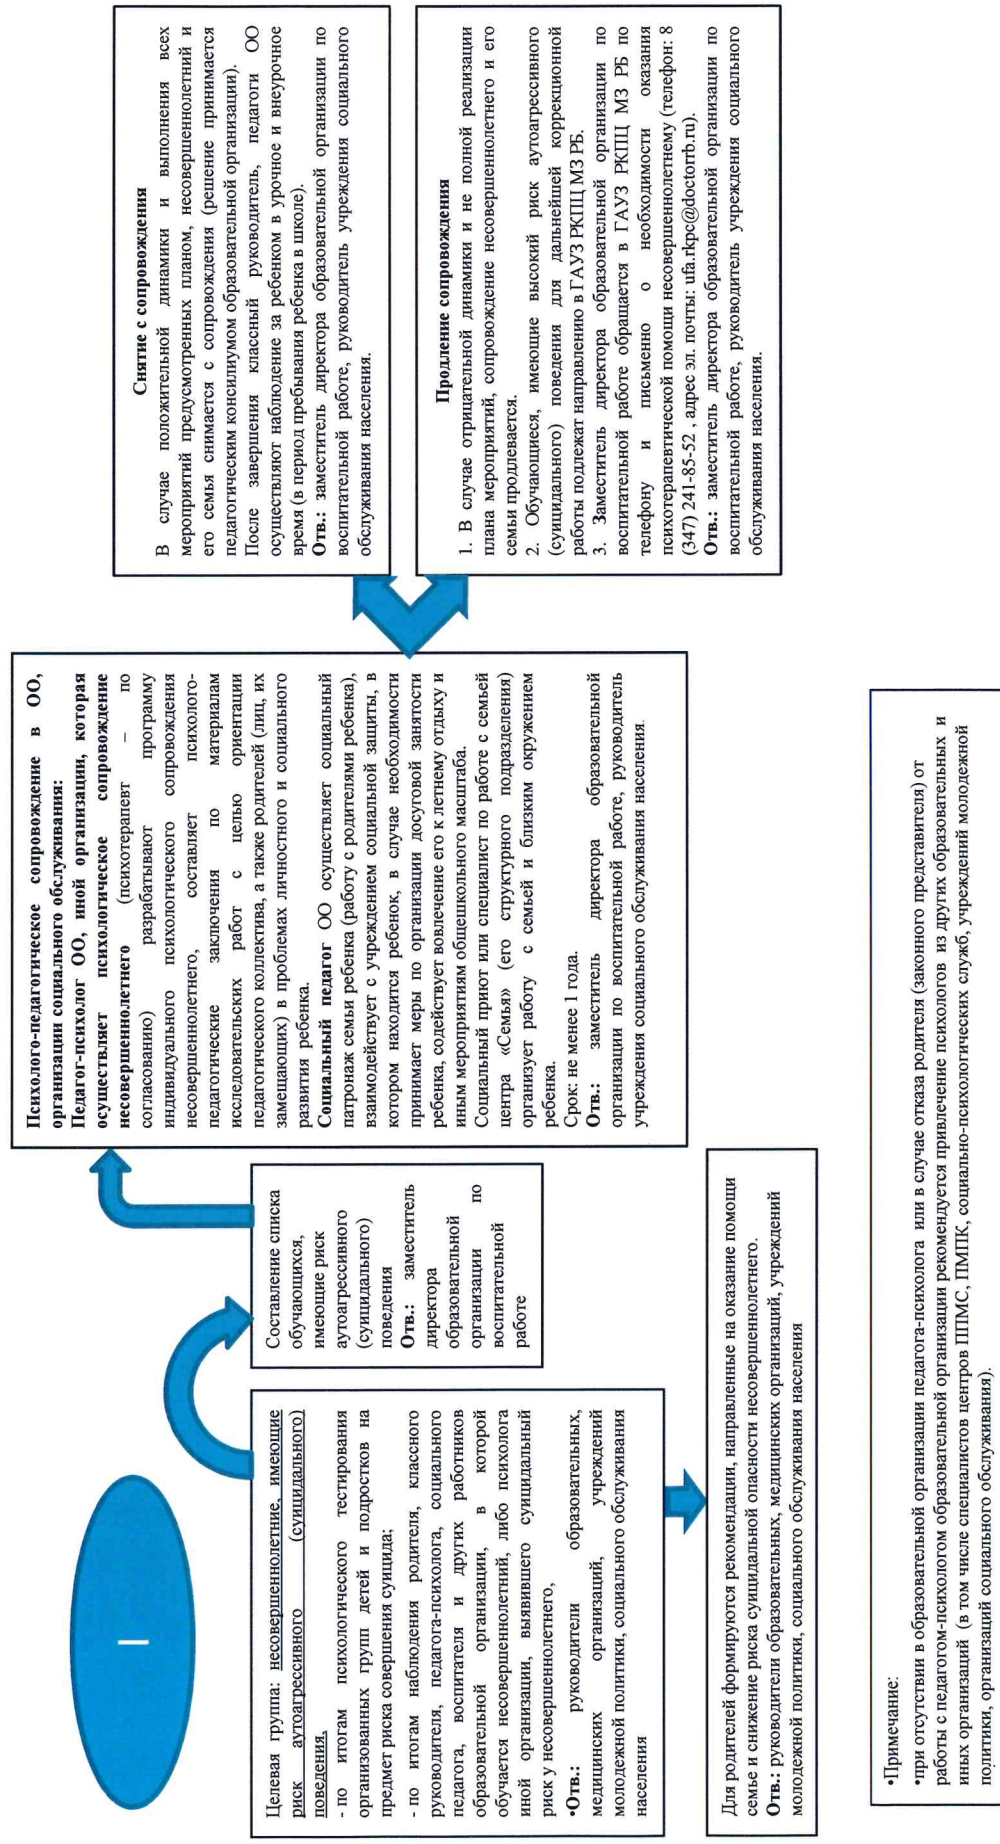 I
Целевая группа: несовершеннолетние, имеющие
риск аутоагрессивного (суицидального)
поведения,
- по итогам психологического тестирования
организованных групп детей и подростков на
предмет риска совершения суицида;
- по итогам наблюдения родителя, классного
руководителя, педагога-психолога, социального
педагога, воспитателя и других работников
образовательной организации, в которой
обучается несовершеннолетний, либо психолога
иной организации, выявившего суицидальный
риск у несовершеннолетнего,
•Отв.: руководители образовательных,
медицинских организаций, учреждений
молодежной политики, социального обслуживания
населения
Составление списка
обучающихся,
имеющие риск
аутоагрессивного
(суицидального)
поведения
Отв.: заместитель
директора
образовательной
организации по
воспитательной
работе
Для родителей формируются рекомендации, направленные на оказание помощи
семье и снижение риска суицидальной опасности несовершеннолетнего.
Отв.: руководители образовательных, медицинских организаций, учреждений
молодежной политики, социального обслуживания населения
Психолого-педагогическое сопровождение в ОО,
организации социального обслуживания:
Педагог-психолог ОО, иной организации, которая
осуществляет психологическое сопровождение
несовершеннолетнего (психотерапевт – по
согласованию) разрабатывают программу
индивидуального психологического сопровождения
несовершеннолетнего, составляет психолого-
педагогические заключения по материалам
исследовательских работ с целью ориентации
педагогического коллектива, а также родителей (лиц, их
замещающих) в проблемах личностного и социального
развития ребенка.
Социальный педагог ОО осуществляет социальный
патронаж семьи ребенка (работу с родителями ребенка),
взаимодействует с учреждением социальной защиты, в
котором находится ребенок, в случае необходимости
принимает меры по организации досуговой занятости
ребенка, содействует вовлечение его к летнему отдыху и
иным мероприятиям общешкольного масштаба.
Социальный приют или специалист по работе с семьей
центра «Семья» (его структурного подразделения)
организует работу с семьей и близким окружением
ребенка.
Срок: не менее 1 года.
Отв.: заместитель директора образовательной
организации по воспитательной работе, руководитель
учреждения социального обслуживания населения.
Снятие с сопровождения
В случае положительной динамики и выполнения всех
мероприятий предусмотренных планом, несовершеннолетний и
его семья снимается с сопровождения (решение принимается
педагогическим консилиумом образовательной организации).
После завершения классный руководитель, педагоги ОО
осуществляют наблюдение за ребенком в урочное и внеурочное
время (в период пребывания ребенка в школе).
Отв.: заместитель директора образовательной организации по
воспитательной работе, руководитель учреждения социального
обслуживания населения.
Продление сопровождения
1. В случае отрицательной динамики и не полной реализации
плана мероприятий, сопровождение несовершеннолетнего и его
семьи продлевается.
2. Обучающиеся, имеющие высокий риск аутоагрессивного
(суицидального) поведения для дальнейшей коррекционной
работы подлежат направлению в ГАУЗ РКПЦ МЗ РБ.
3. Заместитель директора образовательной организации по
воспитательной работе обращается в ГАУЗ РКПЦ МЗ РБ по
телефону и письменно о необходимости оказания
психотерапевтической помощи несовершеннолетнему (телефон: 8
(347) 241-85-52 , адрес эл. почты: ufa.rkpc@doctorrb.ru).
Отв.: заместитель директора образовательной организации по
воспитательной работе, руководитель учреждения социального
обслуживания населения.
•Примечание:
•при отсутствии в образовательной организации педагога-психолога или в случае отказа родителя (законного представителя) от
работы с педагогом-психологом образовательной организации рекомендуется привлечение психологов из других образовательных и
иных организаций (в том числе специалистов центров ППМС, ПМПК, социально-психологических служб, учреждений молодежной
политики, организаций социального обслуживания).